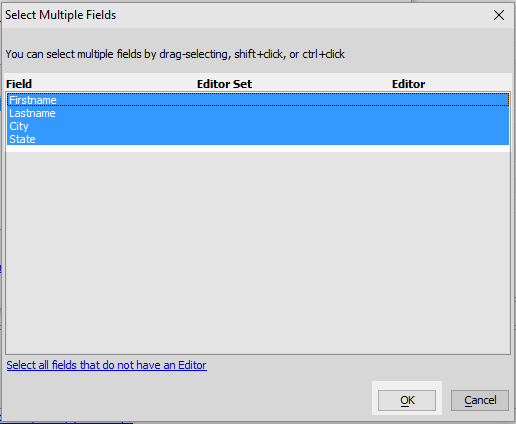 Select Multiple Fields
You can select multiple fields by drag-selecting, shift+click, or ctrl+click
Field Editor Set Editor
Firstname
Lastname
City
State
Select all fields that do not have an Editor
OK Cancel